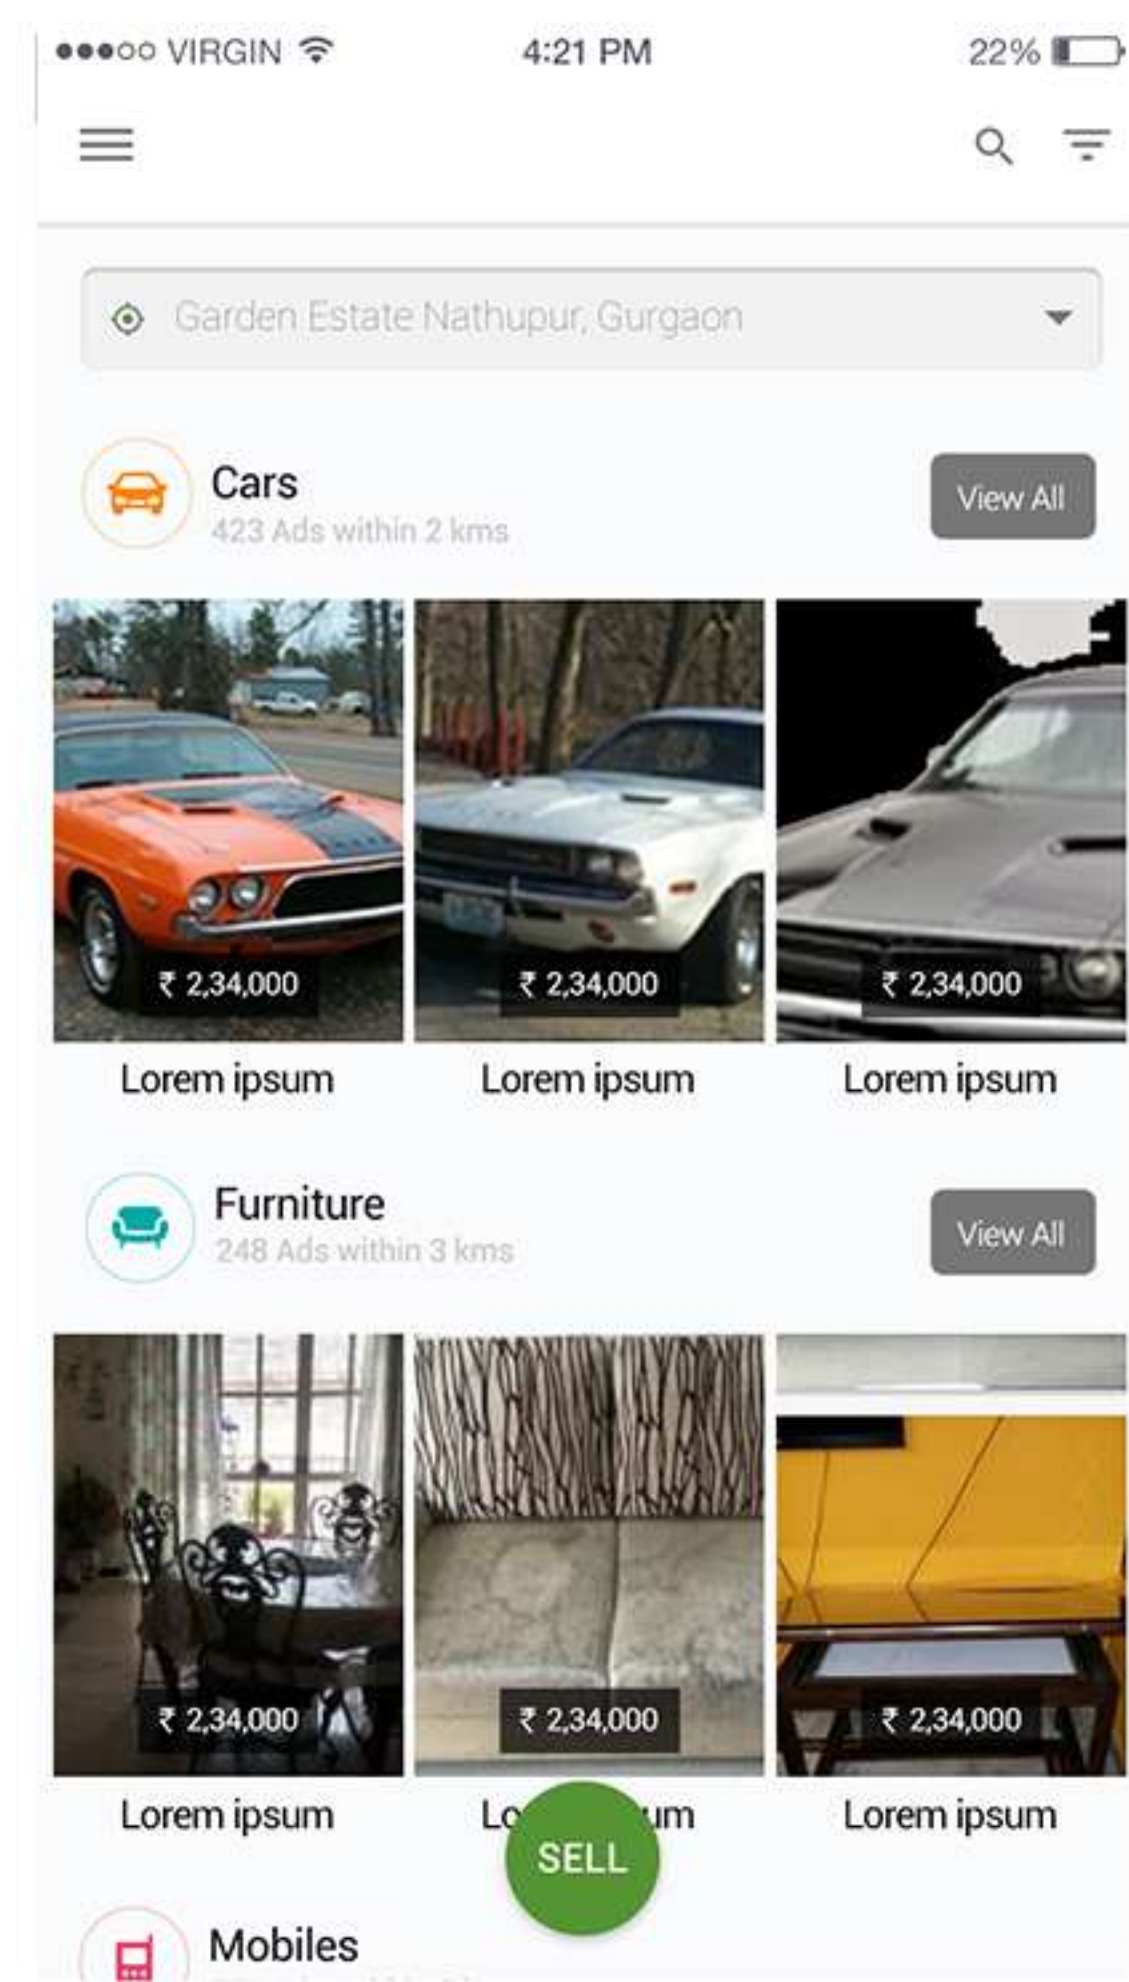 VIRGIN 4:21 PM 22%
Garden Estate Nathupur, Gurgaon
Cars
View All
423 Ads within 2 kms
₹ 2,34,000 ₹ 2,34,000 ₹ 2,34,000
Lorem ipsum Lorem ipsum Lorem ipsum
Furniture
View All
248 Ads within 3 kms
₹ 2,34,000 ₹ 2,34,000 ₹ 2,34,000
Lorem ipsum Lorem ipsum
SELL
Mobiles